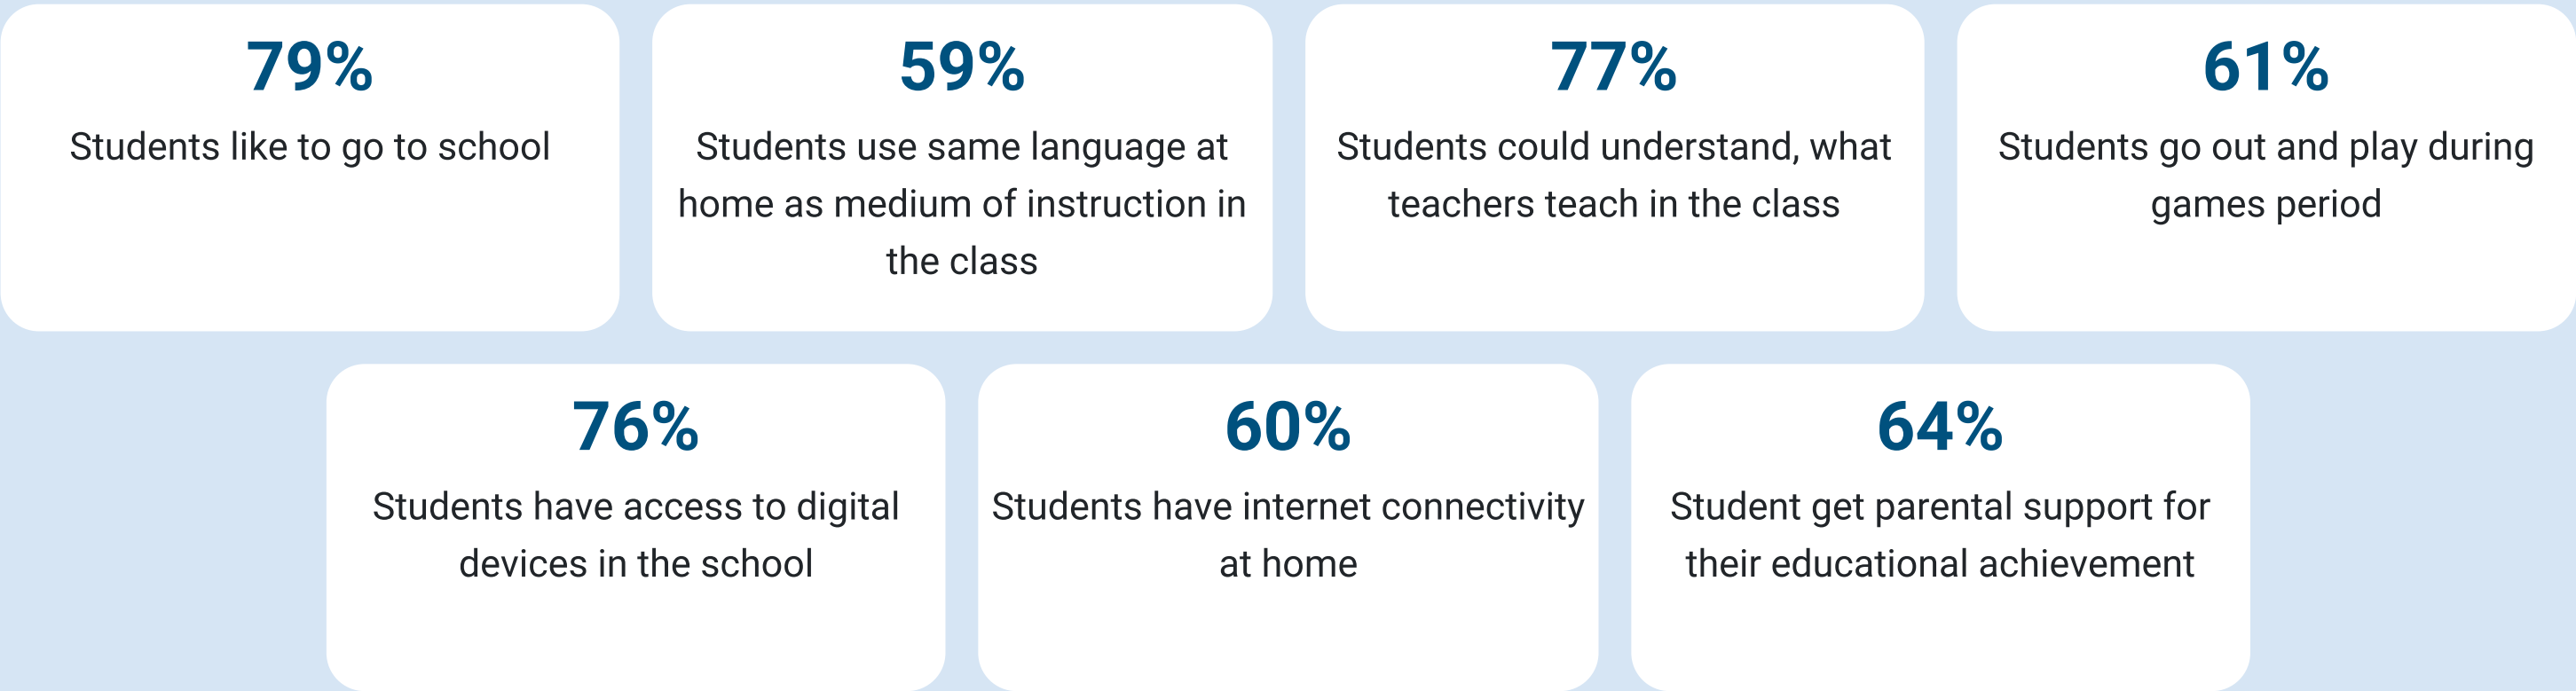 79%
Students like to go to school
59%
Students use same language at
home as medium of instruction in
the class
77%
Students could understand, what
teachers teach in the class
61%
Students go out and play during
games period
76%
Students have access to digital
devices in the school
60%
Students have internet connectivity
at home
64%
Student get parental support for
their educational achievement